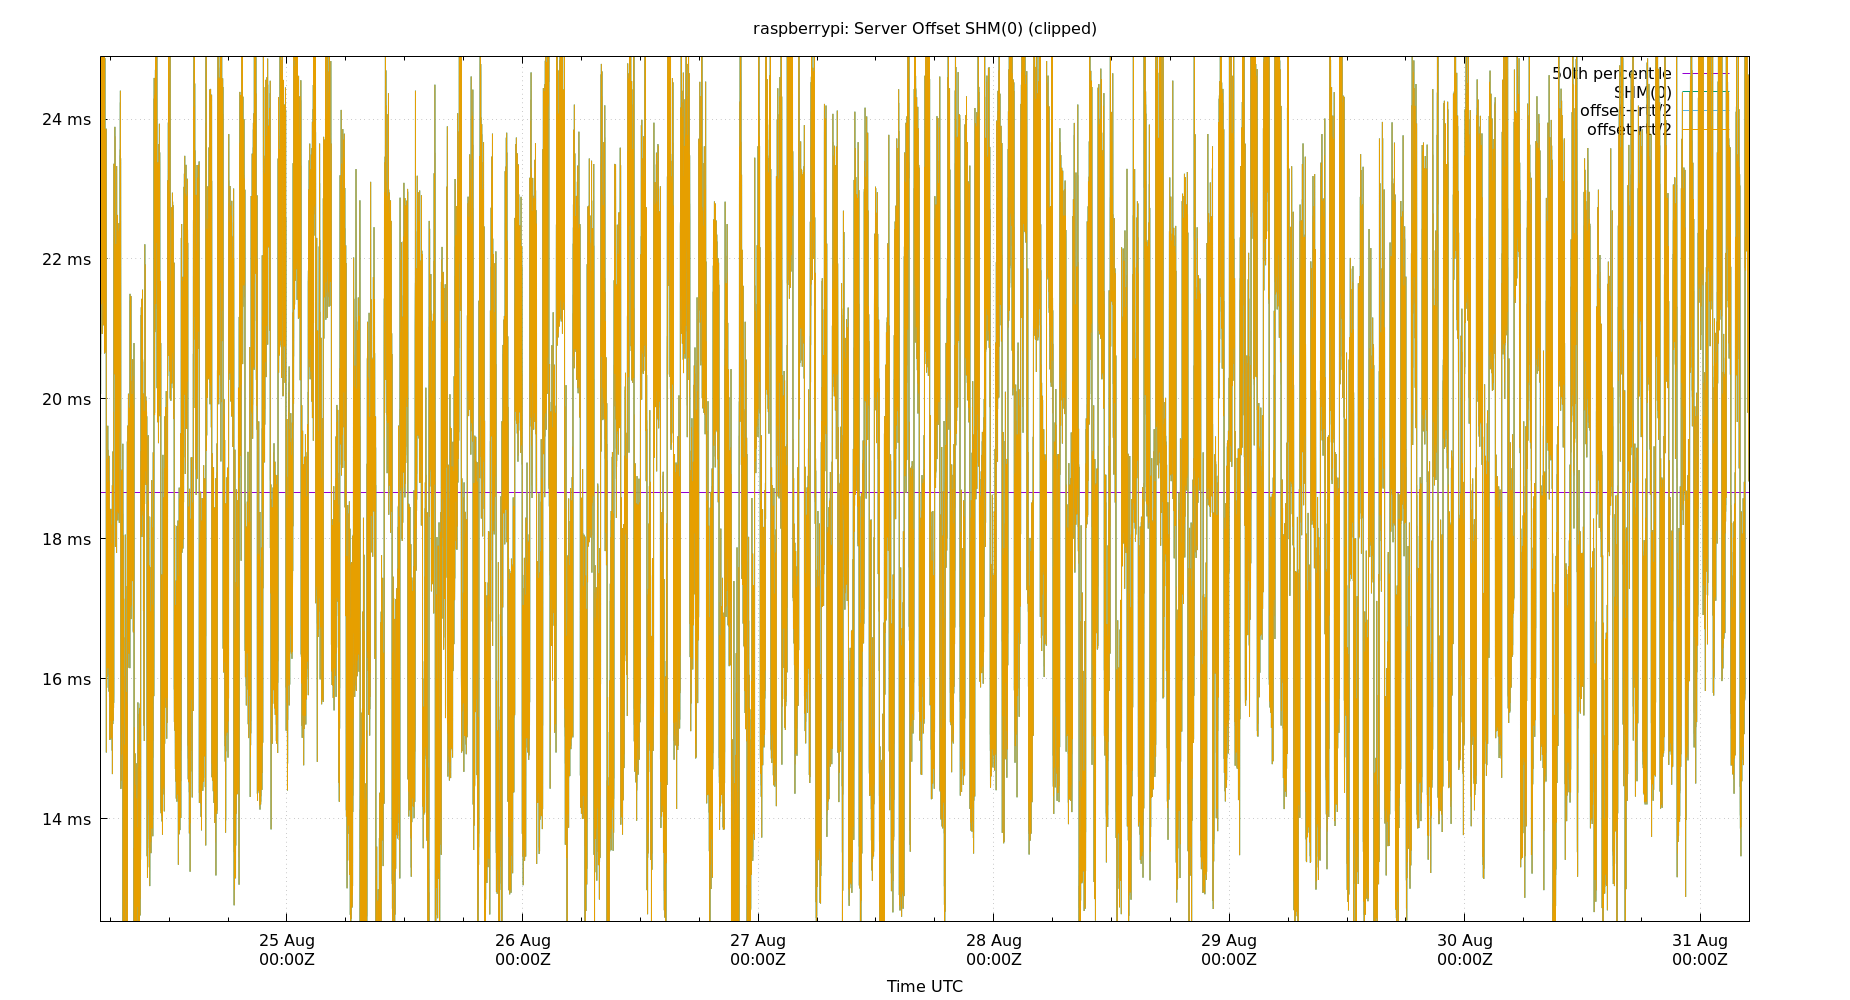 raspberrypi: Server Offset SHM(0) (clipped)
50th percentile
SHM(0)
offset+rtt/2
offset-rtt/2
24 ms
22 ms
20 ms
18 ms
16 ms
14 ms
25 Aug
00:00Z
26 Aug
00:00Z
27 Aug
00:00Z
28 Aug
00:00Z
29 Aug
00:00Z
30 Aug
00:00Z
31 Aug
00:00Z
Time UTC